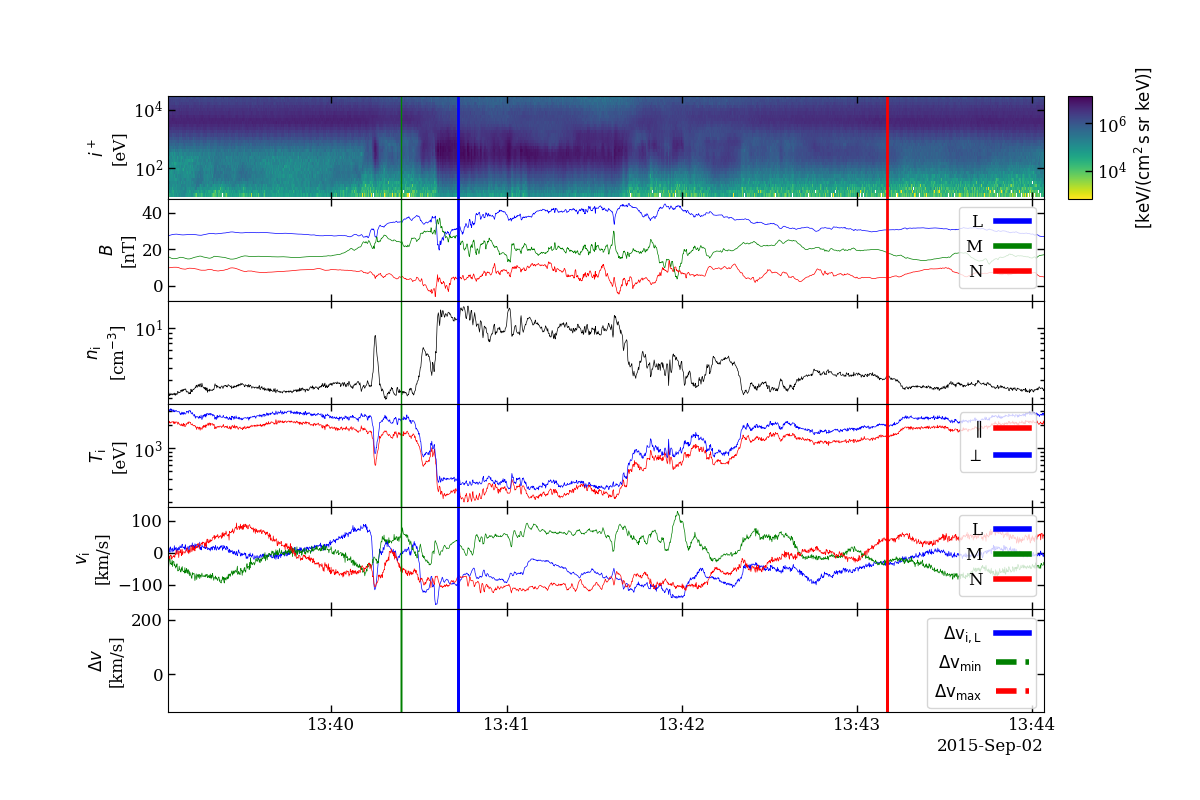 10⁴
10²
i⁺
[eV]
10⁶
10⁴
[keV/(cm² s sr keV)]
40
20
0
B
[nT]
L
M
N
10¹
nᵢ
[cm⁻³]
10³
Tᵢ
[eV]
∥
⊥
100
0
−100
vᵢ
[km/s]
L
M
N
200
0
Δv
[km/s]
Δv_i,L
Δv_min
Δv_max
13:40 13:41 13:42 13:43 13:44
2015-Sep-02